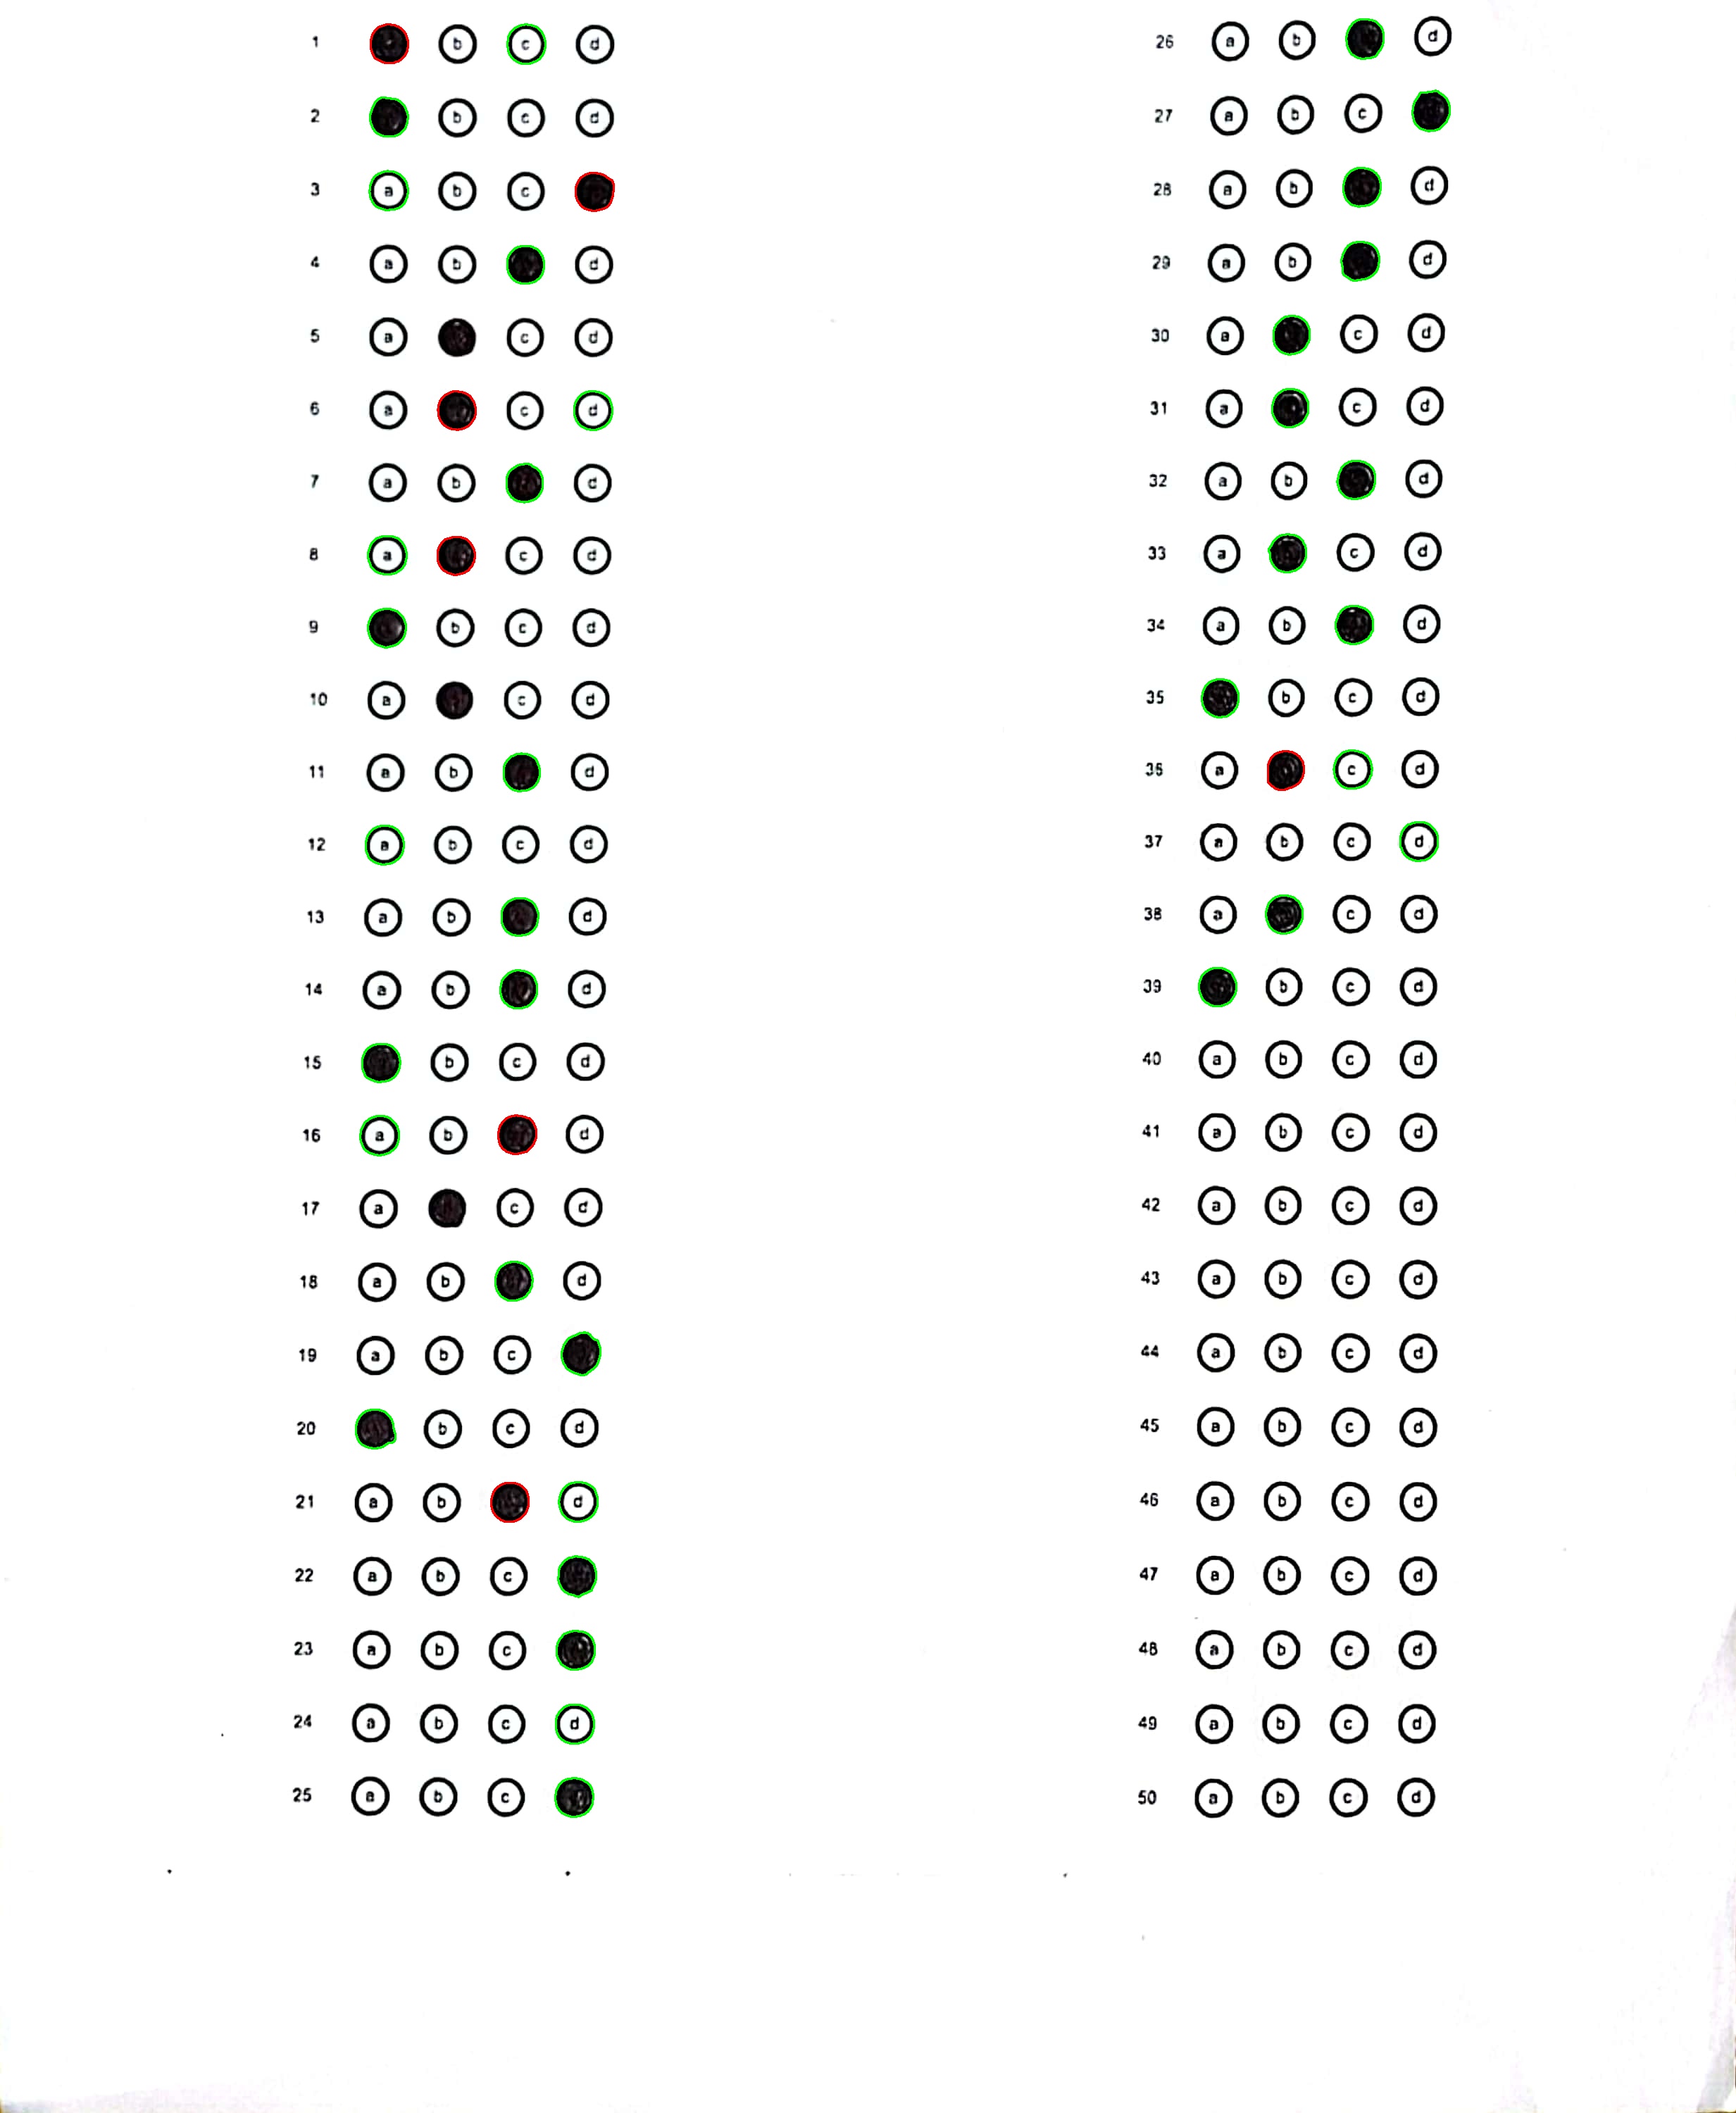 1 b c d
2 b c d
3 a b c
4 a b d
5 a c d
6 a c d
7 a b d
8 a c d
9 b c d
10 a c d
11 a b d
12 a b c d
13 a b d
14 a b d
15 b c d
16 a b d
17 a c d
18 a b d
19 a b c
20 b c d
21 a b d
22 a b c
23 a b c
24 a b c d
25 a b c
26 a b d
27 a b c
28 a b d
29 a b d
30 a c d
31 a c d
32 a b d
33 a c d
34 a b d
35 b c d
36 a c d
37 a b c d
38 a c d
39 b c d
40 a b c d
41 a b c d
42 a b c d
43 a b c d
44 a b c d
45 a b c d
46 a b c d
47 a b c d
48 a b c d
49 a b c d
50 a b c d